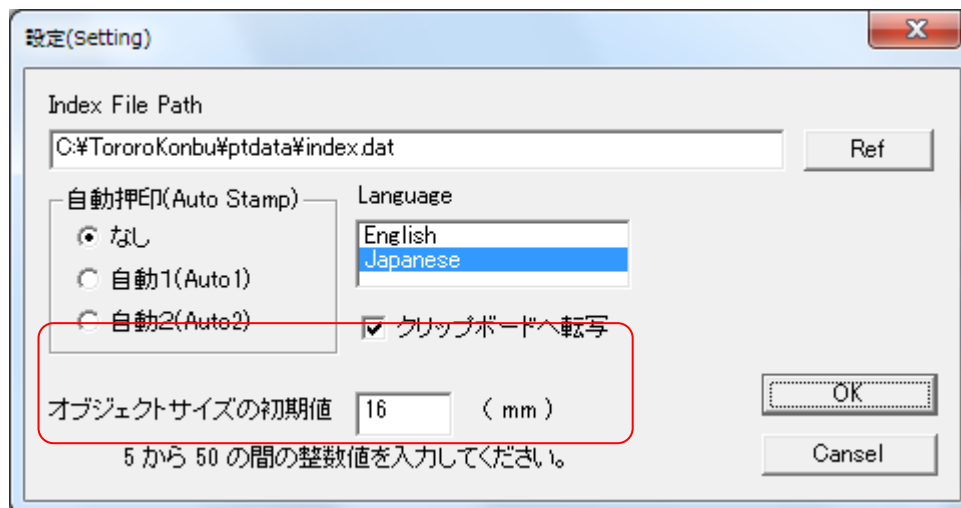 設定(Setting)
Index File Path
C:¥TororoKonbu¥ptdata¥index.dat
Ref
自動押印(Auto Stamp)
なし
自動1(Auto1)
自動2(Auto2)
Language
English
Japanese
クリップボードへ転写
オブジェクトサイズの初期値 16 (mm)
5 から 50 の間の整数値を入力してください。
OK
Cansel